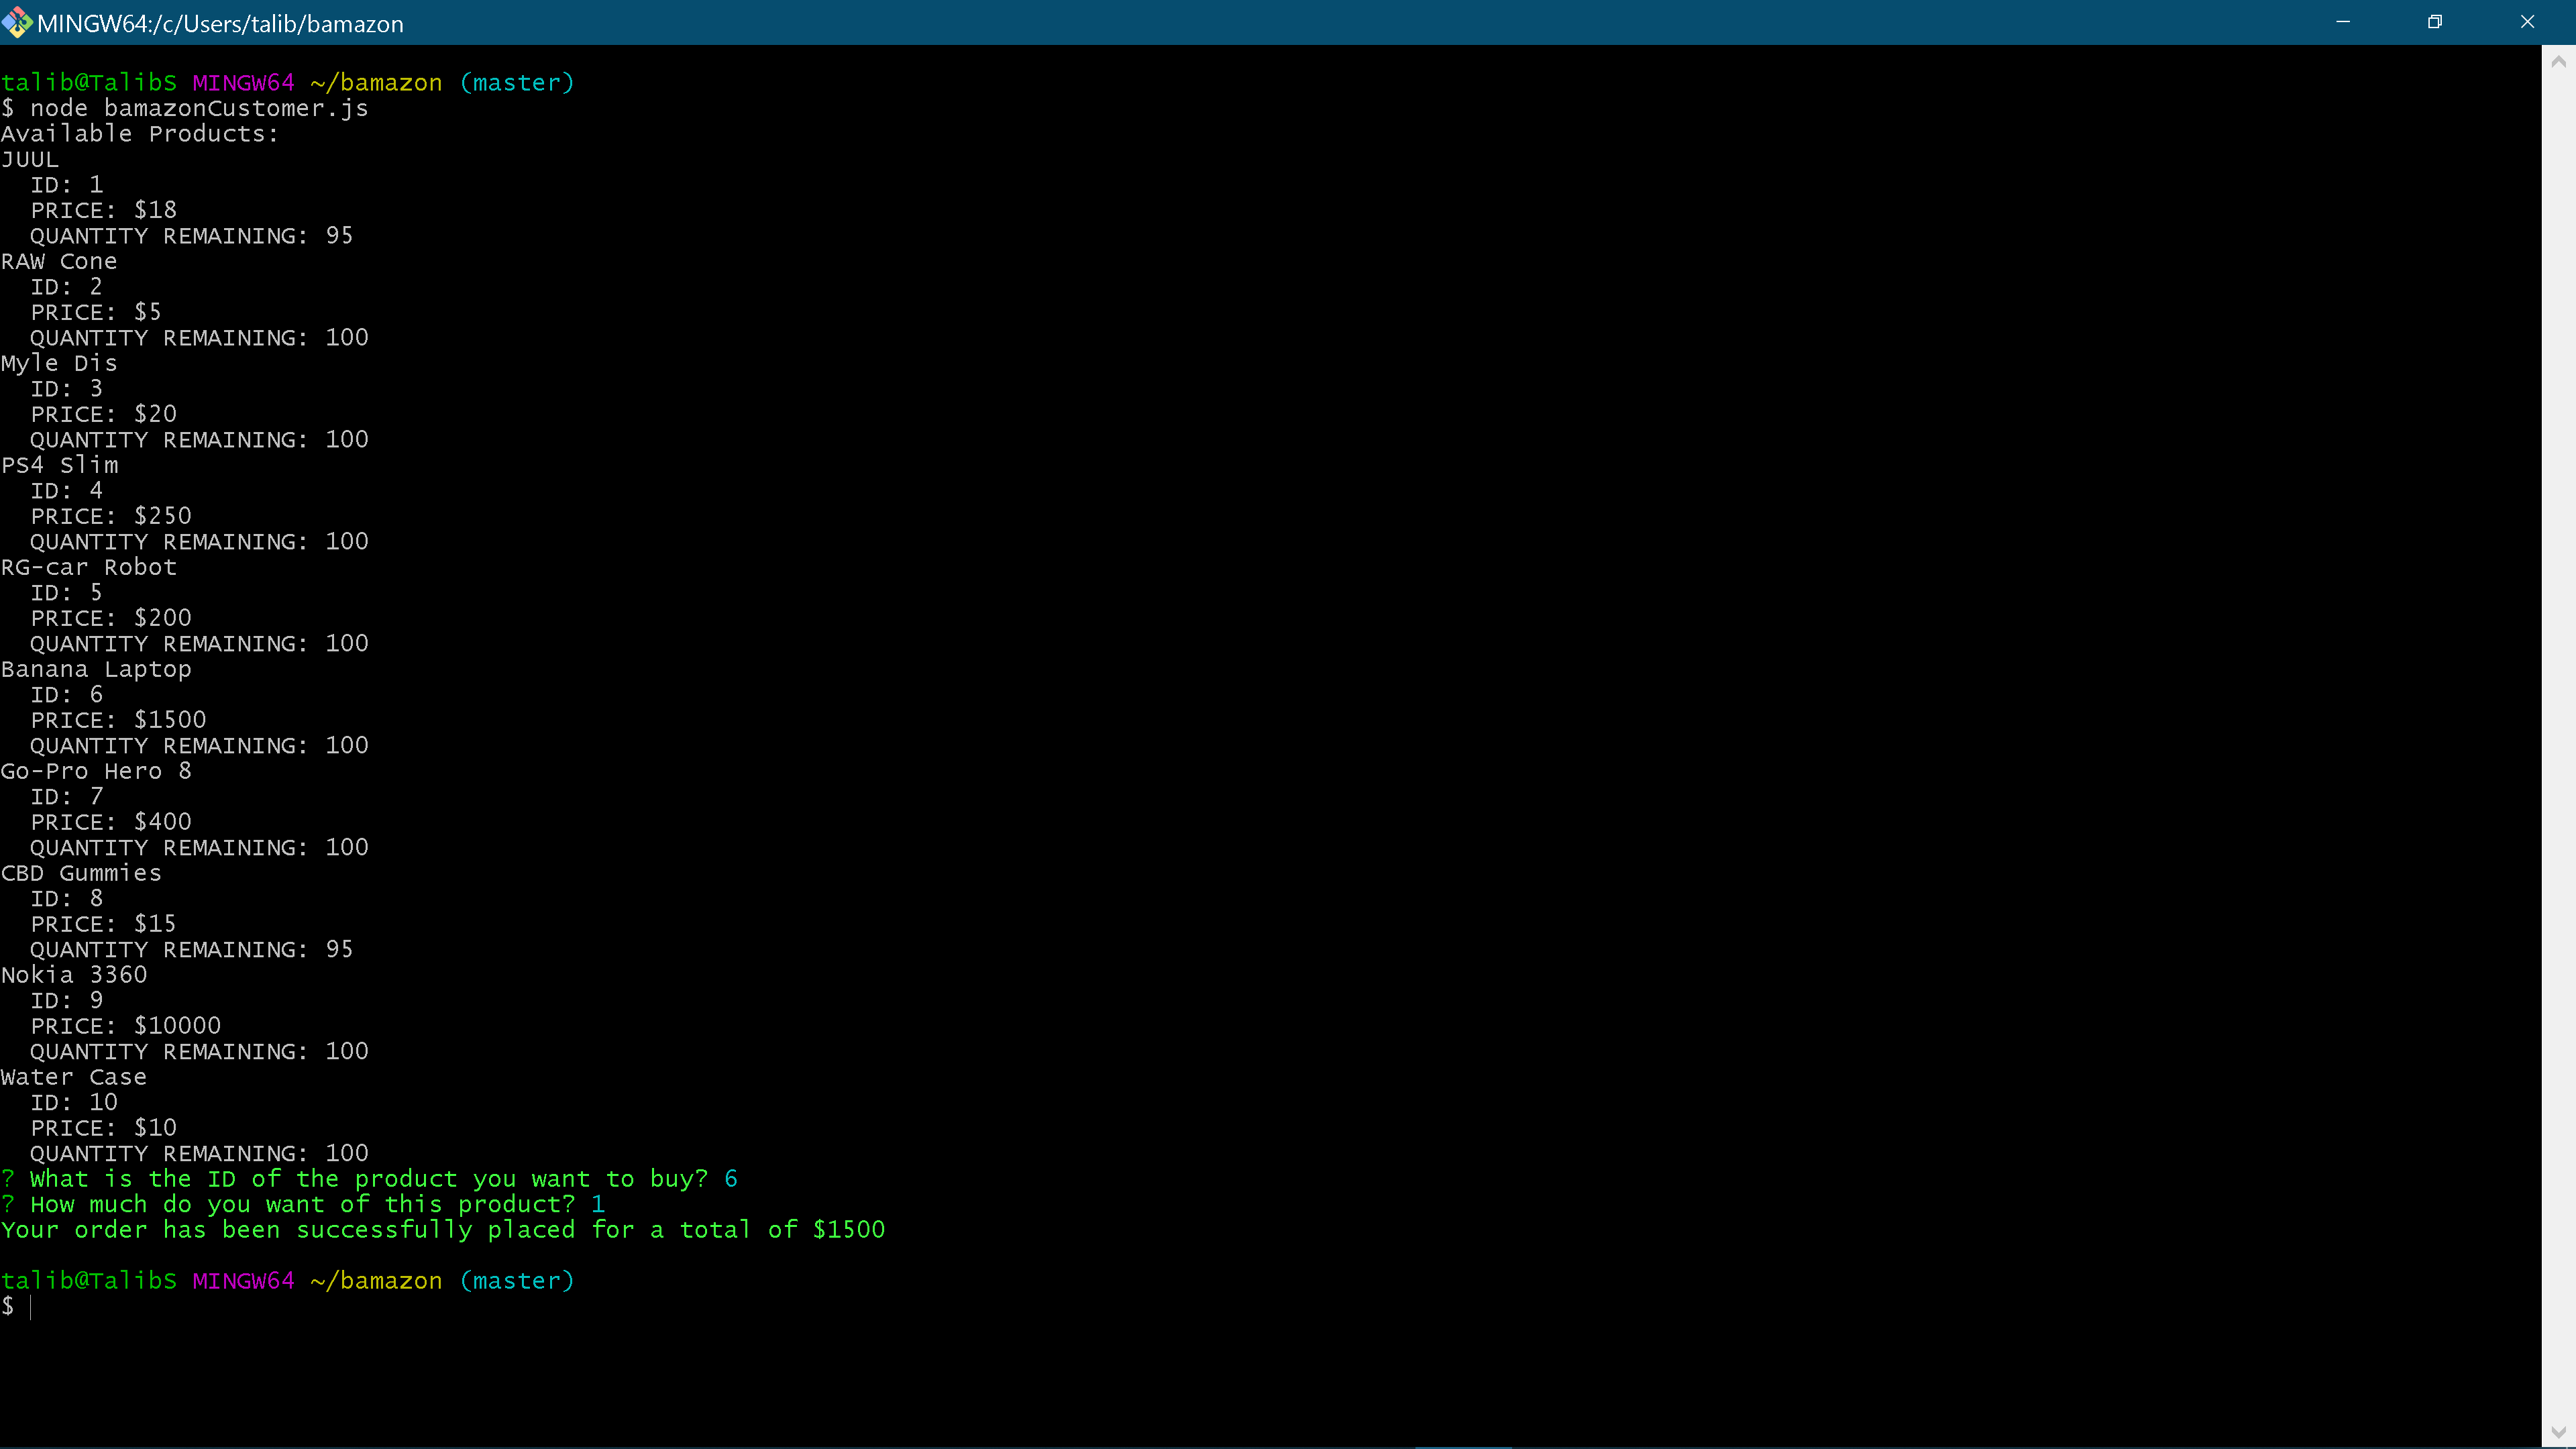 MINGW64:/c/Users/talib/bamazon
talib@TalibS MINGW64 ~/bamazon (master)
$ node bamazonCustomer.js
Available Products:
JUUL
  ID: 1
  PRICE: $18
  QUANTITY REMAINING: 95
RAW Cone
  ID: 2
  PRICE: $5
  QUANTITY REMAINING: 100
Myle Dis
  ID: 3
  PRICE: $20
  QUANTITY REMAINING: 100
PS4 Slim
  ID: 4
  PRICE: $250
  QUANTITY REMAINING: 100
RG-car Robot
  ID: 5
  PRICE: $200
  QUANTITY REMAINING: 100
Banana Laptop
  ID: 6
  PRICE: $1500
  QUANTITY REMAINING: 100
Go-Pro Hero 8
  ID: 7
  PRICE: $400
  QUANTITY REMAINING: 100
CBD Gummies
  ID: 8
  PRICE: $15
  QUANTITY REMAINING: 95
Nokia 3360
  ID: 9
  PRICE: $10000
  QUANTITY REMAINING: 100
Water Case
  ID: 10
  PRICE: $10
  QUANTITY REMAINING: 100
? What is the ID of the product you want to buy? 6
? How much do you want of this product? 1
Your order has been successfully placed for a total of $1500
talib@TalibS MINGW64 ~/bamazon (master)
$